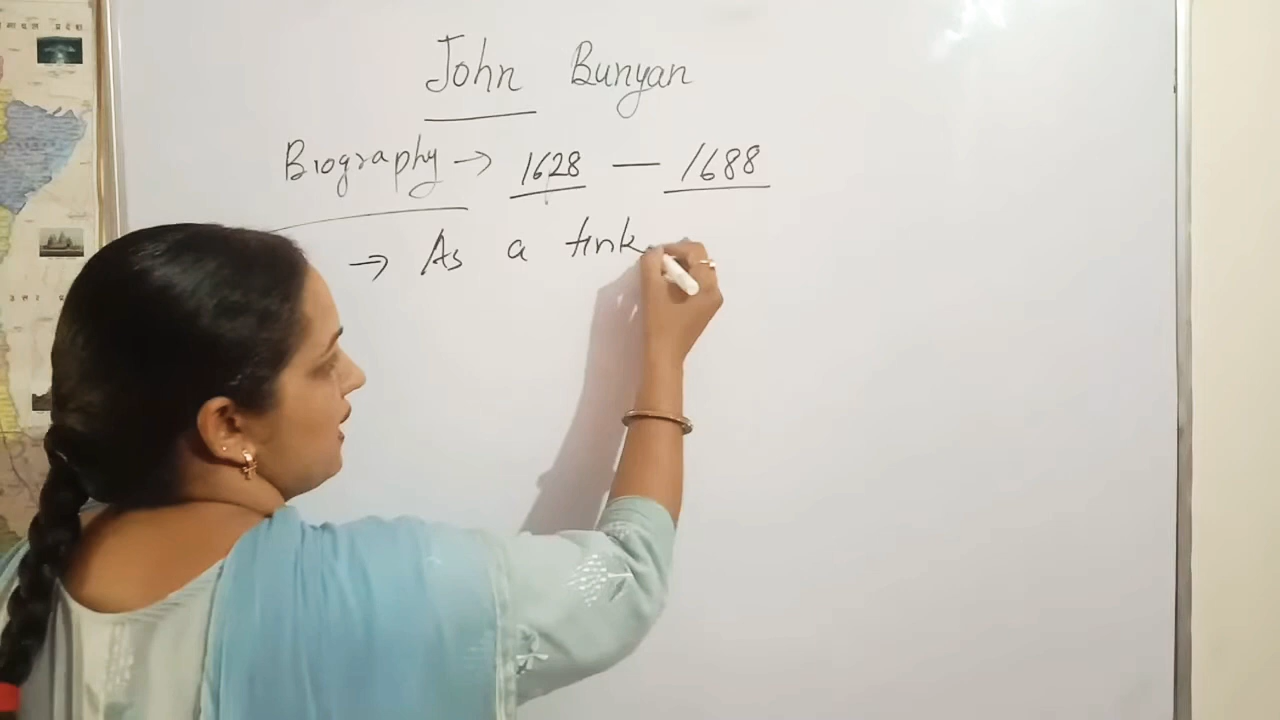 John Bunyan
Biography → 1628 — 1688
→ As a tink